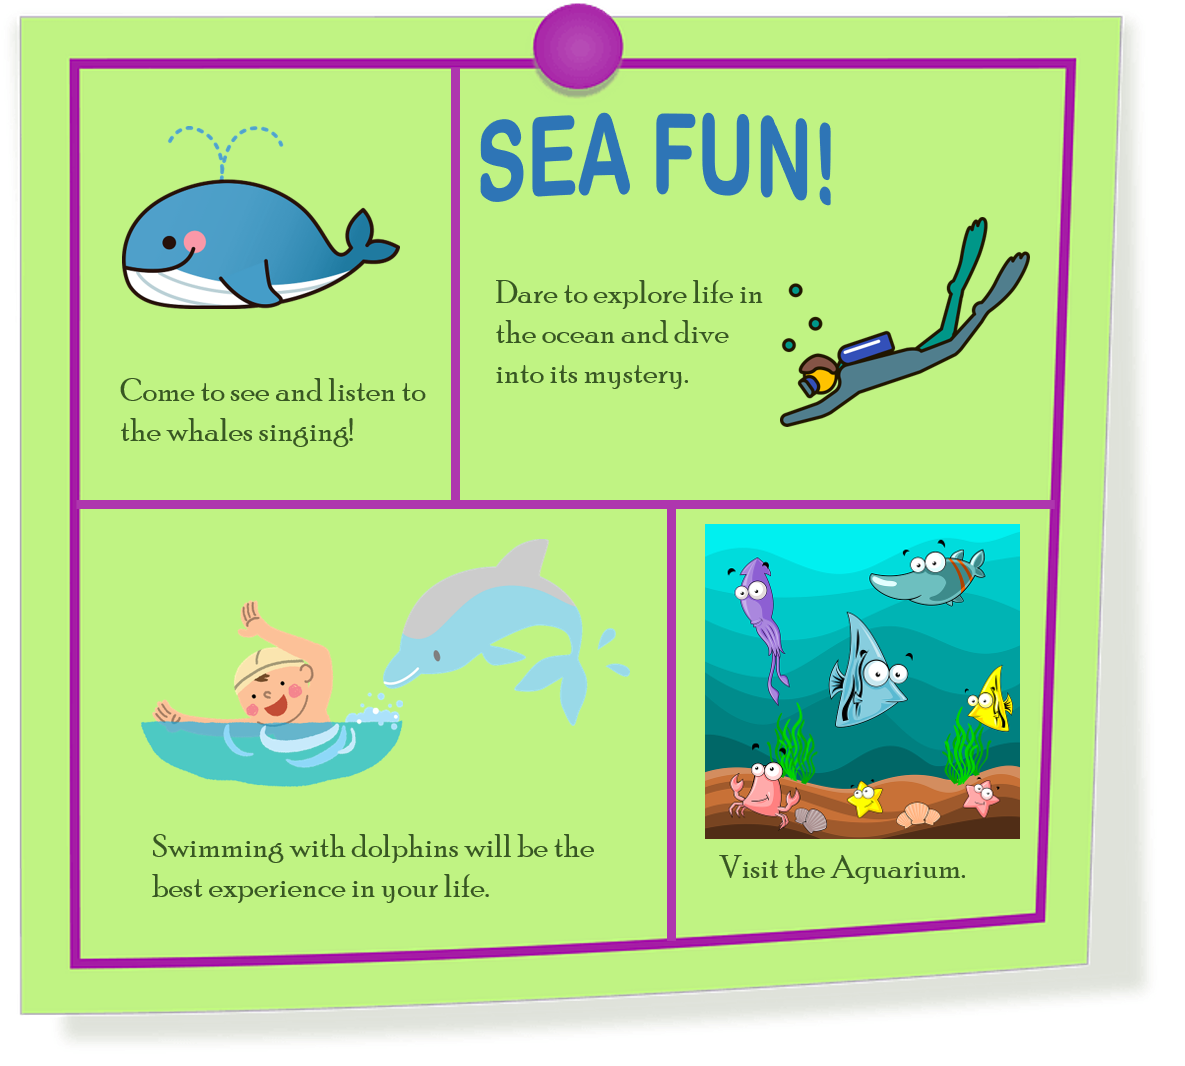 SEA FUN!
Come to see and listen to
the whales singing!
Dare to explore life in
the ocean and dive
into its mystery.
Swimming with dolphins will be the
best experience in your life.
Visit the Aquarium.